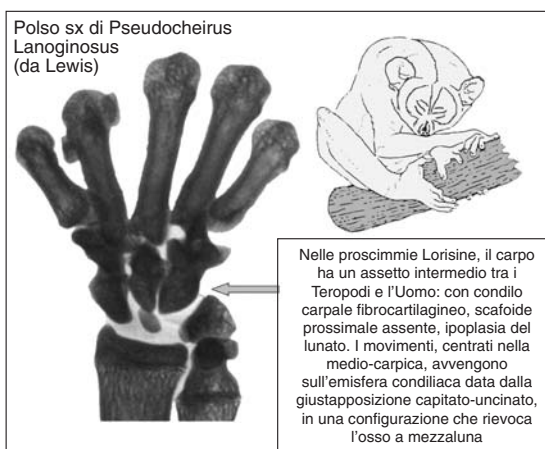 Polso sx di Pseudocheirus
Lanoginosus
(da Lewis)
Nelle proscimmie Lorisine, il carpo
ha un assetto intermedio tra i
Teropodi e l'Uomo: con condilo
carpale fibrocartilagineo, scafoide
prossimale assente, ipoplasia del
lunato. I movimenti, centrati nella
medio-carpica, avvengono
sull'emisfera condiliaca data dalla
giustapposizione capitato-uncinato,
in una configurazione che rievoca
l'osso a mezzaluna